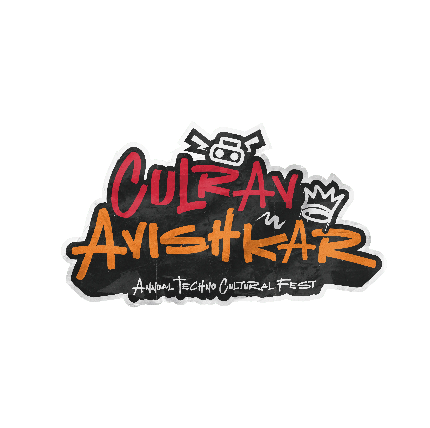 CULRAV
AVISHKAR
ANNUAL TECHNO CULTURAL FEST